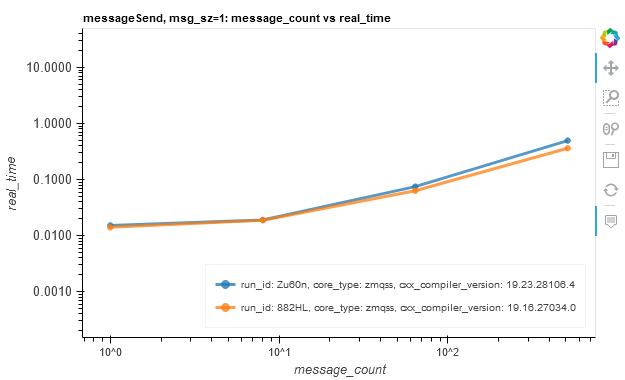 messageSend, msg_sz=1: message_count vs real_time
10.0000
1.0000
0.1000
0.0100
0.0010
real_time
run_id: Zu60n, core_type: zmqss, cxx_compiler_version: 19.23.28106.4
run_id: 882HL, core_type: zmqss, cxx_compiler_version: 19.16.27034.0
10^0
10^1
10^2
message_count